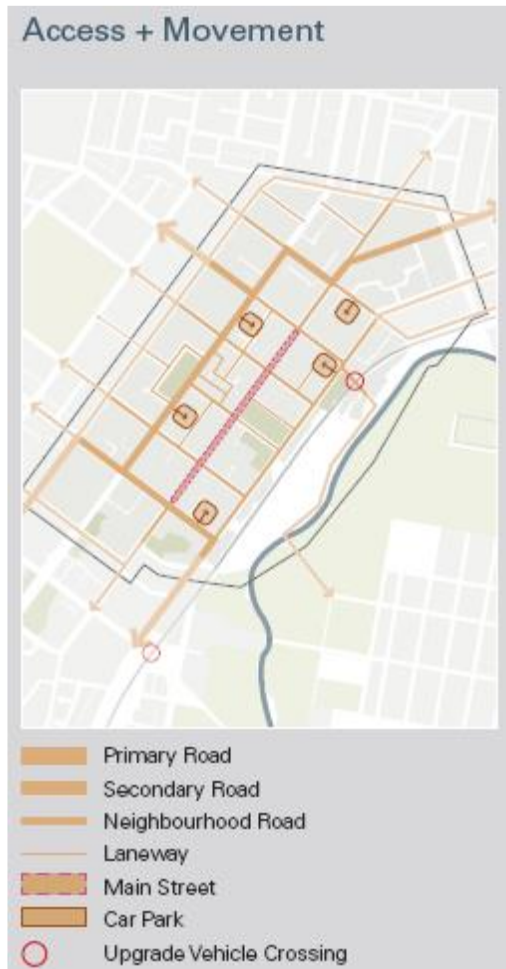 Access + Movement
Primary Road
Secondary Road
Neighbourhood Road
Laneway
Main Street
Car Park
Upgrade Vehicle Crossing